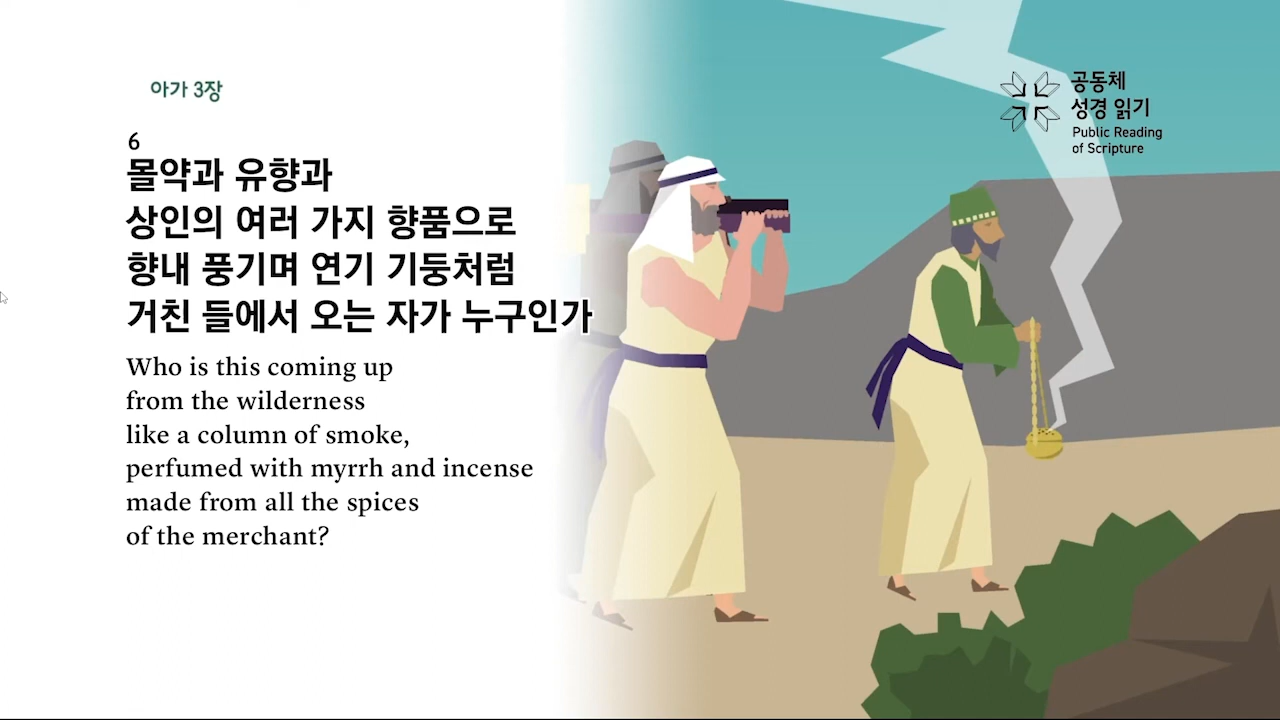 아가 3장
6
몰약과 유향과
상인의 여러 가지 향품으로
향내 풍기며 연기 기둥처럼
거친 들에서 오는 자가 누구인가
Who is this coming up
from the wilderness
like a column of smoke,
perfumed with myrrh and incense
made from all the spices
of the merchant?
공동체
성경 읽기
Public Reading
of Scripture